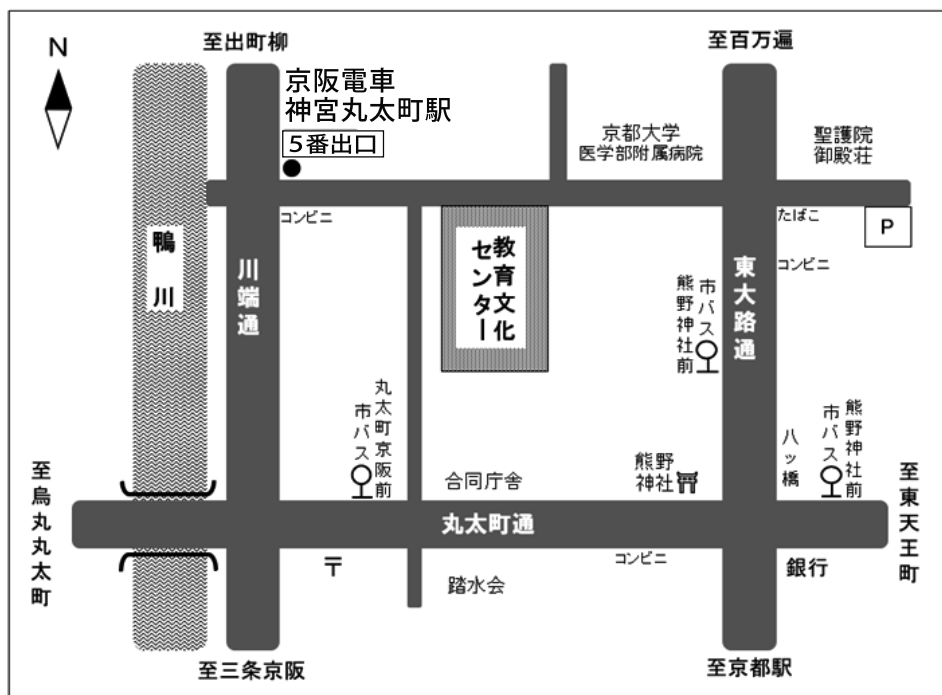 N
至出町柳
至百万遍
京阪電車
神宮丸太町駅
5番出口
京都大学
医学部附属病院
聖護院
御殿荘
コンビニ
たばこ
P
鴨川
川端通
教育文化
センター
東大路通
コンビニ
市バス
熊野神社前
丸太町京阪前
市バス
熊野神社前
市バス
八ッ橋
合同庁舎
熊野
神社
至烏丸丸太町
丸太町通
至東天王町
〒
コンビニ
銀行
踏水会
至三条京阪
至京都駅